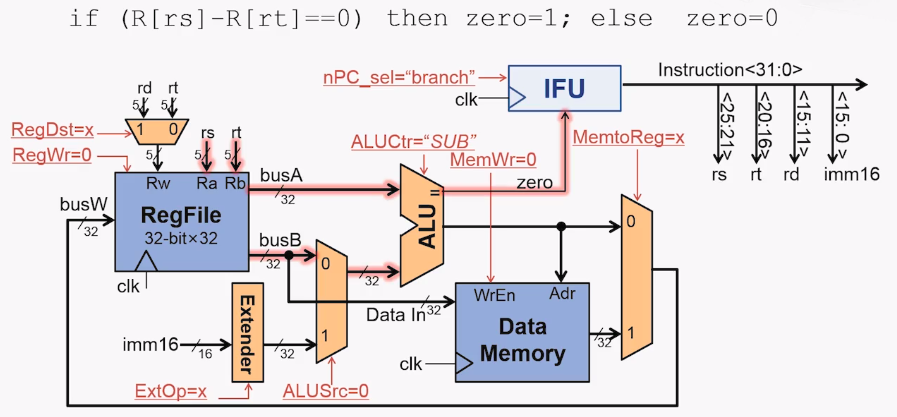 if (R[rs]-R[rt]==0) then zero=1; else zero=0
nPC_sel=“branch”
clk
IFU
Instruction<31:0>
<25:21>
<20:16>
<15:11>
<15: 0>
rs
rt
rd
imm16
rd
rt
5
5
RegDst=x
1
0
RegWr=0
5
rs
rt
5
5
ALUCtr=“SUB”
MemWr=0
MemtoReg=x
Rw
Ra
Rb
busA
32
=
zero
busW
32
RegFile
32-bit×32
clk
busB
32
0
1
32
ALU
0
1
Data In
32
WrEn
Adr
Data
Memory
clk
32
imm16
16
Extender
32
ExtOp=x
ALUSrc=0